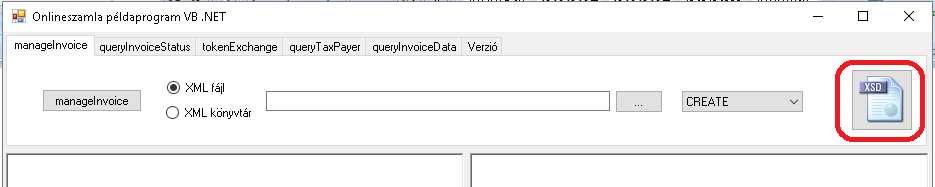 Onlineszamla példaprogram VB .NET
manageInvoice queryInvoiceStatus tokenExchange queryTaxPayer queryInvoiceData Verzió
XML fájl
manageInvoice ... CREATE XSD
XML könyvtár